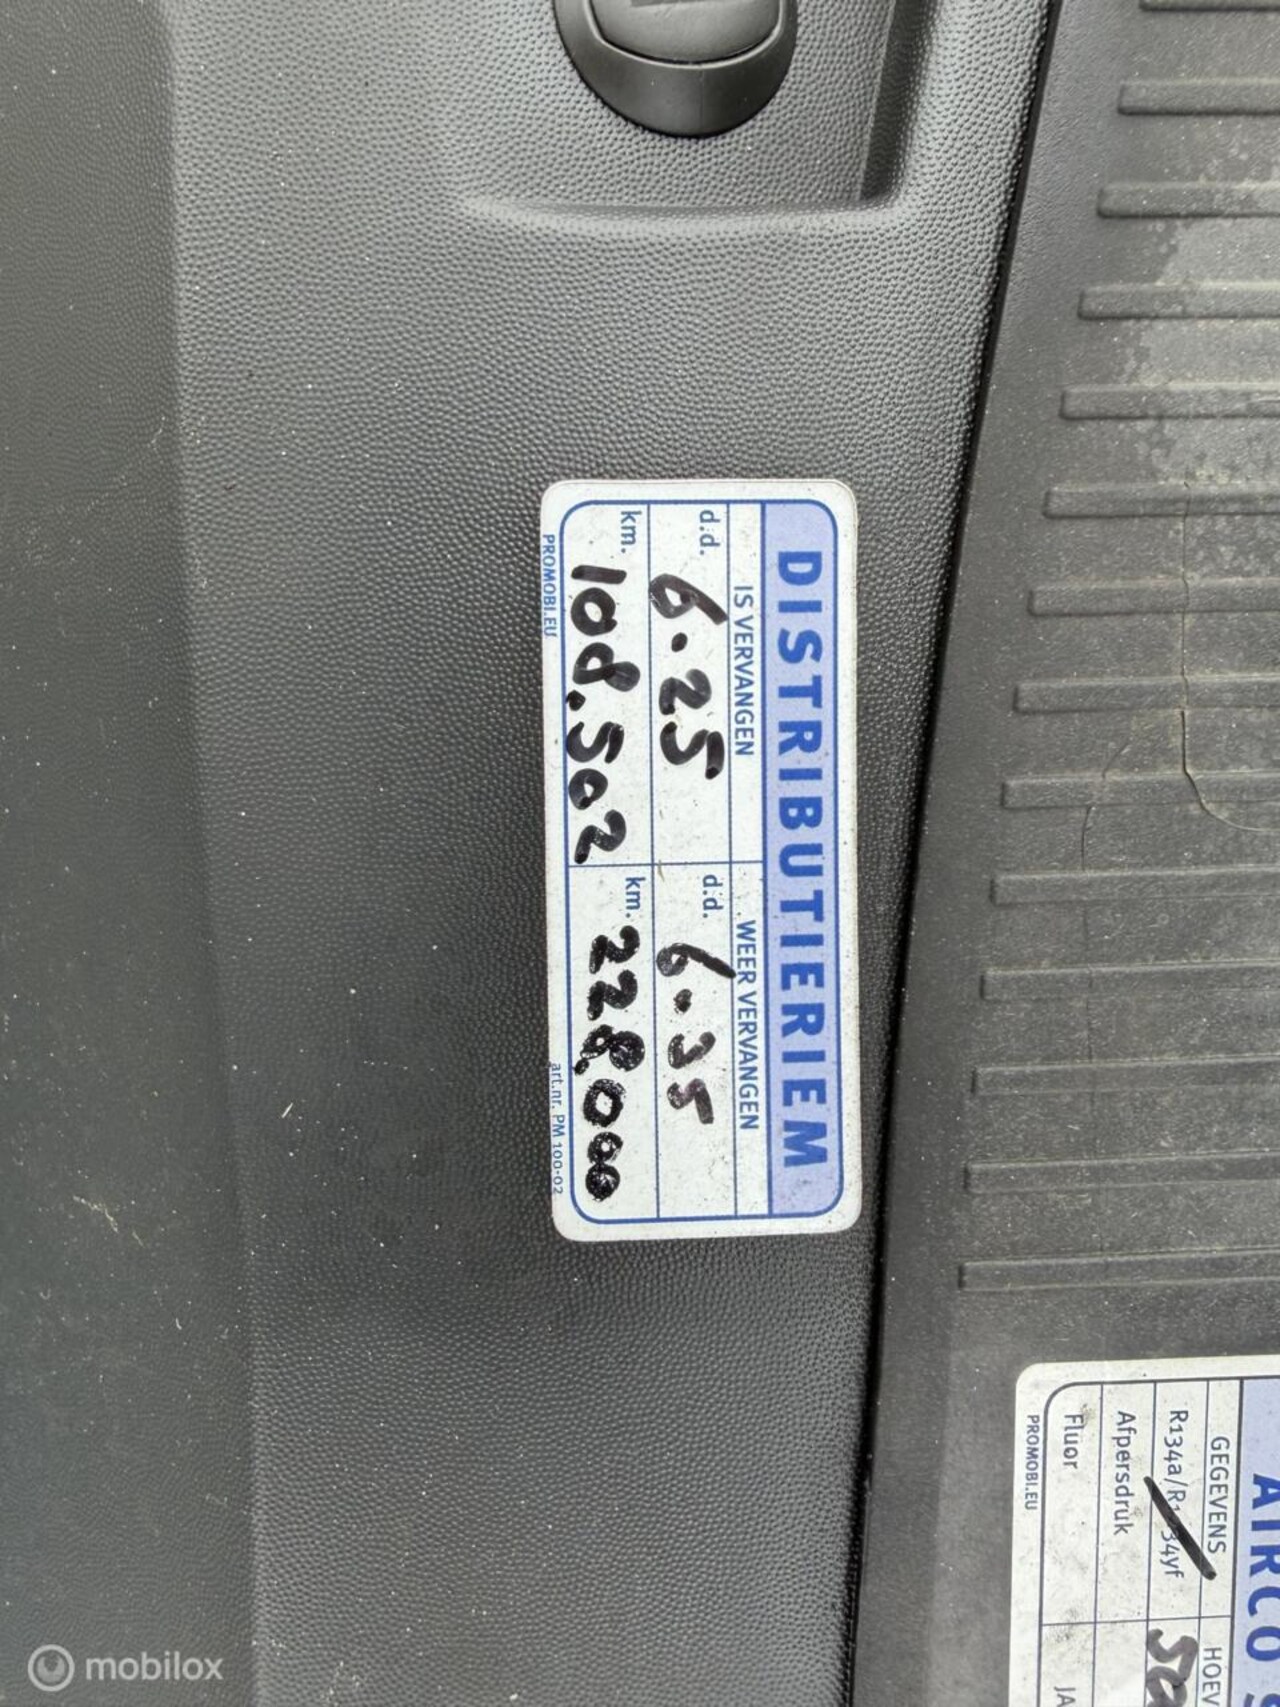 DISTRIBUTIERIEM
IS VERVANGEN WEER VERVANGEN
d.d. 6.25 d.d. 6.35
km. 108.502 km. 228.000
PROMOBI.EU art.nr. PM 100-02
AIRCO
GEGEVENS
R134a/R1234yf
Afpersdruk
Fluor
PROMOBI.EU
mobilox